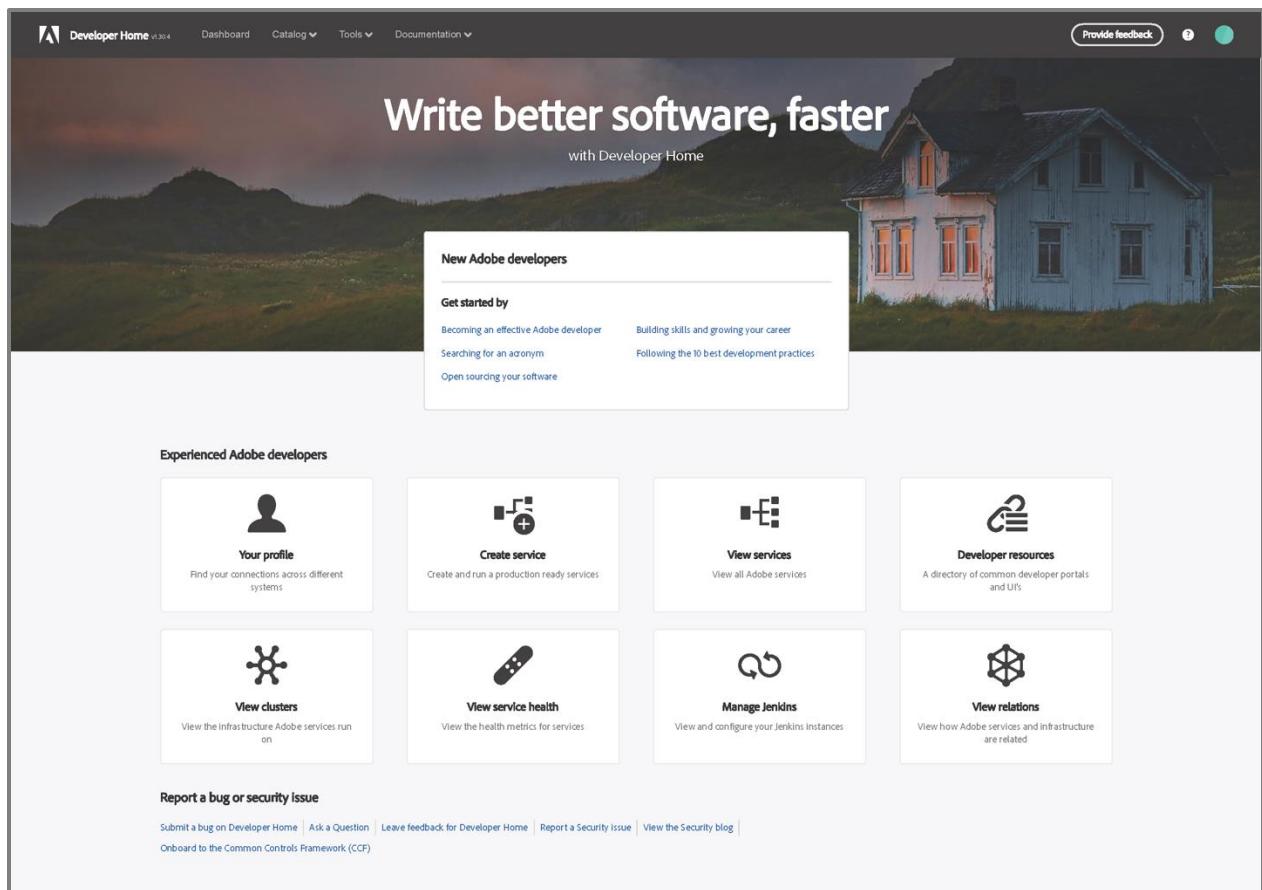 Developer Home v1.30.4 Dashboard Catalog Tools Documentation Provide feedback ?
Write better software, faster
with Developer Home
New Adobe developers
Get started by
Becoming an effective Adobe developer Building skills and growing your career
Searching for an acronym Following the 10 best development practices
Open sourcing your software
Experienced Adobe developers
Your profile Create service View services Developer resources
Find your connections across different Create and run a production ready services View all Adobe services A directory of common developer portals
systems and UI's
View clusters View service health Manage Jenkins View relations
View the infrastructure Adobe services run View the health metrics for services View and configure your Jenkins instances View how Adobe services and infrastructure
on are related
Report a bug or security issue
Submit a bug on Developer Home Ask a Question Leave feedback for Developer Home Report a Security issue View the Security blog
Onboard to the Common Controls Framework (CCF)